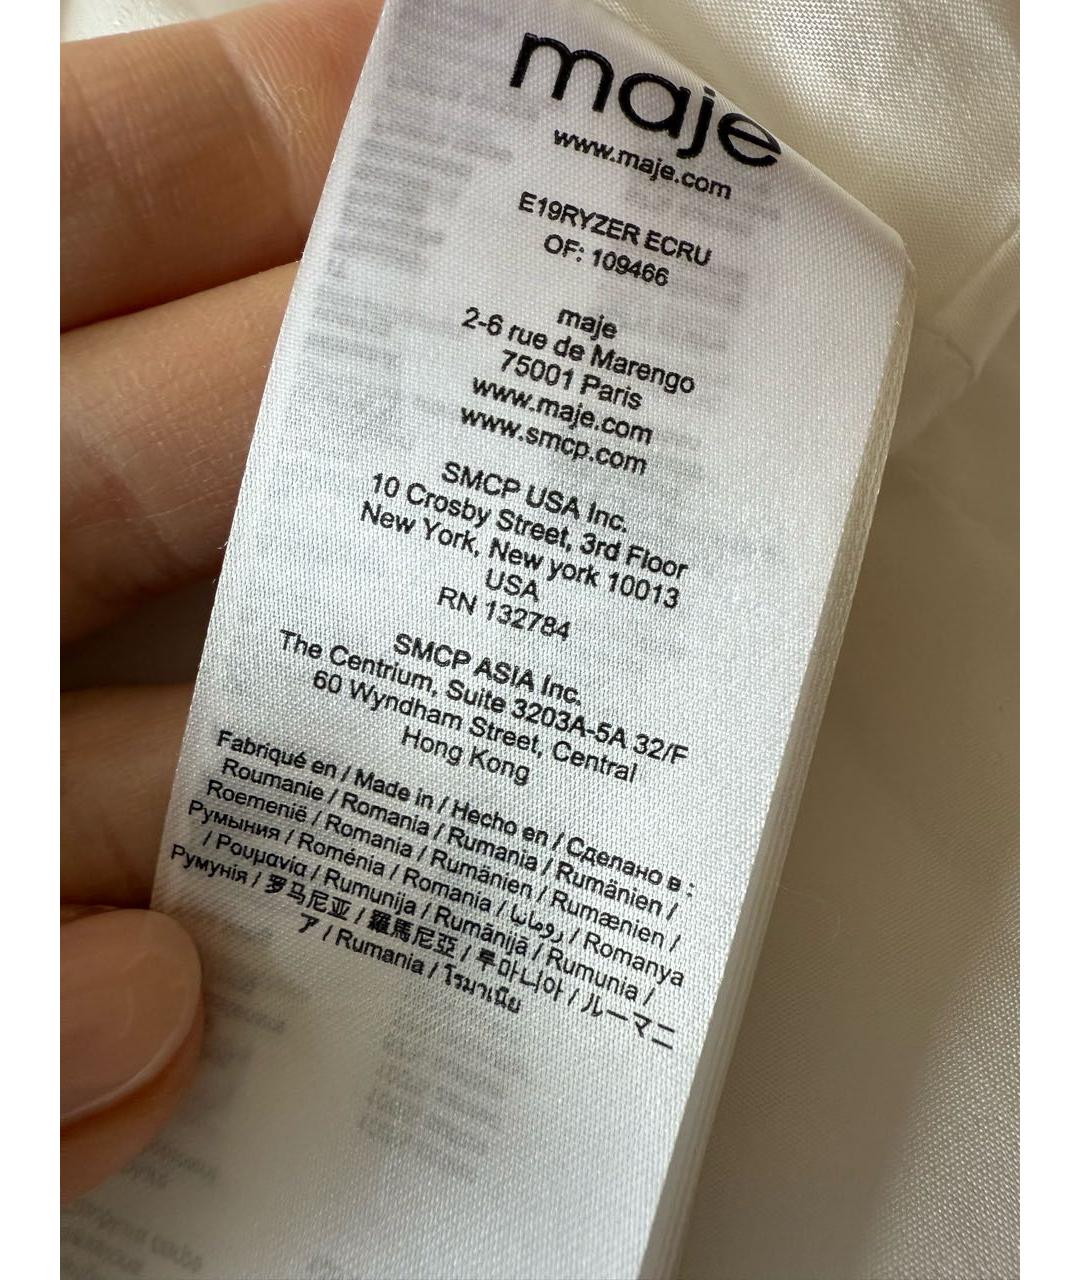 maje
www.maje.com
E19RYZER ECRU
OF: 109466
maje
2-6 rue de Marengo
75001 Paris
www.maje.com
www.smcp.com
SMCP USA Inc.
10 Crosby Street, 3rd Floor
New York, New york 10013
USA
RN 132784
SMCP ASIA Inc.
The Centrium, Suite 3203A-5A 32/F
60 Wyndham Street, Central
Hong Kong
Fabriqué en / Made in / Hecho en / Сделано в :
Roumanie / Romania / Rumania / Rumänien /
Roemenië / Romania / Rumänien / Rumænien /
Румыния / Roménia / Romania / رومانيا / Romanya
/ Ρουμανία / Rumunija / Rumānijā / Rumunia /
Румунія / 罗马尼亚 / 羅馬尼亞 / 루마니아 / ルーマニ
ア / Rumania / โรมาเนีย